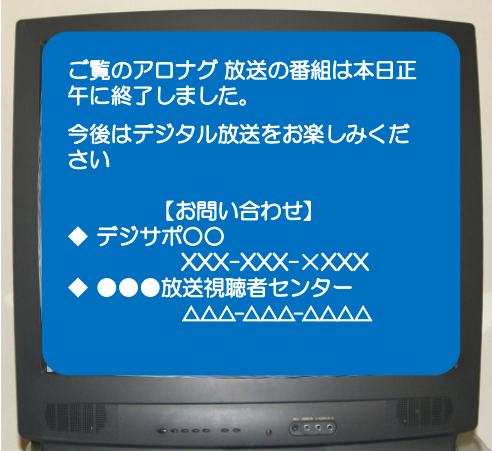 ご覧のアロナグ 放送の番組は本日正
午に終了しました。
今後はデジタル放送をお楽しみくだ
さい
【お問い合わせ】
◆ デジサポ〇〇
XXX-XXX-×XXX
◆ ●●●放送視聴者センター
△△△-△△△-△△△△